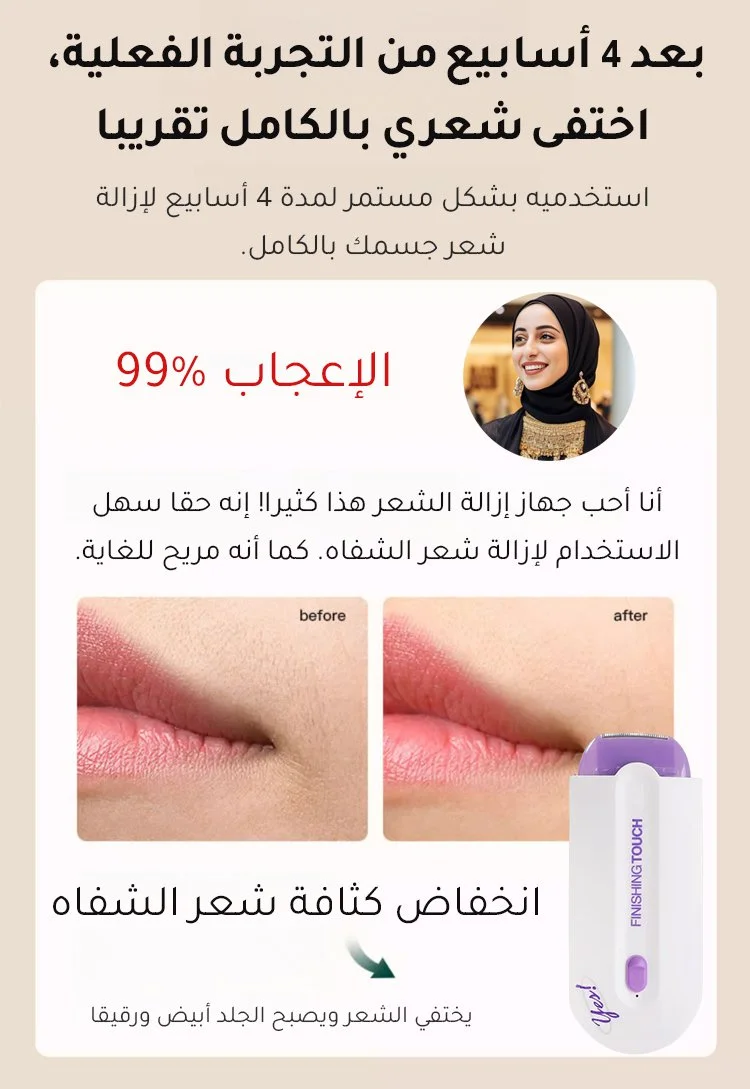 بعد 4 أسابيع من التجربة الفعلية،
اختفى شعري بالكامل تقريبا
استخدميه بشكل مستمر لمدة 4 أسابيع لإزالة
شعر جسمك بالكامل.
الإعجاب 99%
أنا أحب جهاز إزالة الشعر هذا كثيرا! إنه حقا سهل
الاستخدام لإزالة شعر الشفاه. كما أنه مريح للغاية.
before
after
FINISHING TOUCH
Yes!
انخفاض كثافة شعر الشفاه
يختفي الشعر ويصبح الجلد أبيض ورقيقا